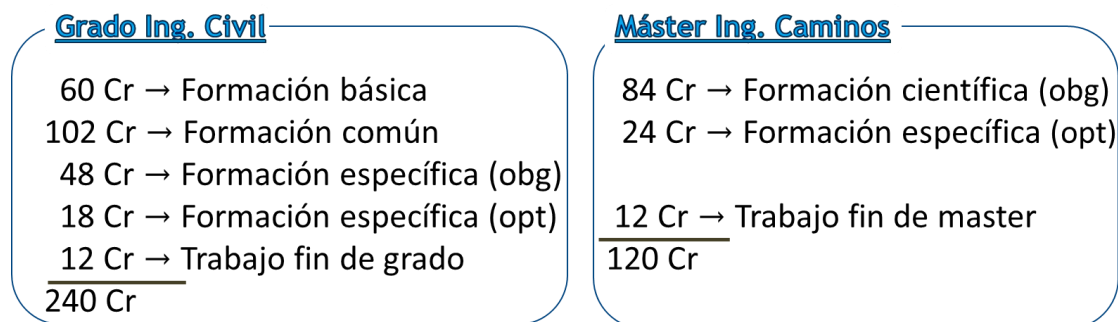 Grado Ing. Civil
60 Cr → Formación básica
102 Cr → Formación común
48 Cr → Formación específica (obg)
18 Cr → Formación específica (opt)
12 Cr → Trabajo fin de grado
240 Cr
Máster Ing. Caminos
84 Cr → Formación científica (obg)
24 Cr → Formación específica (opt)
12 Cr → Trabajo fin de master
120 Cr